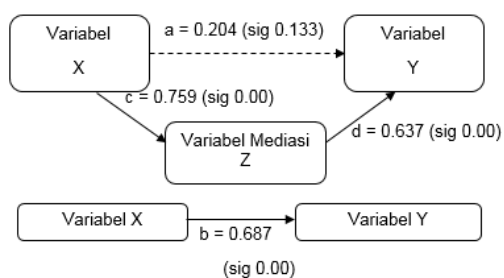 Variabel
X
a = 0.204 (sig 0.133)
Variabel
Y
c = 0.759 (sig 0.00)
Variabel Mediasi
Z
d = 0.637 (sig 0.00)
Variabel X
b = 0.687
(sig 0.00)
Variabel Y